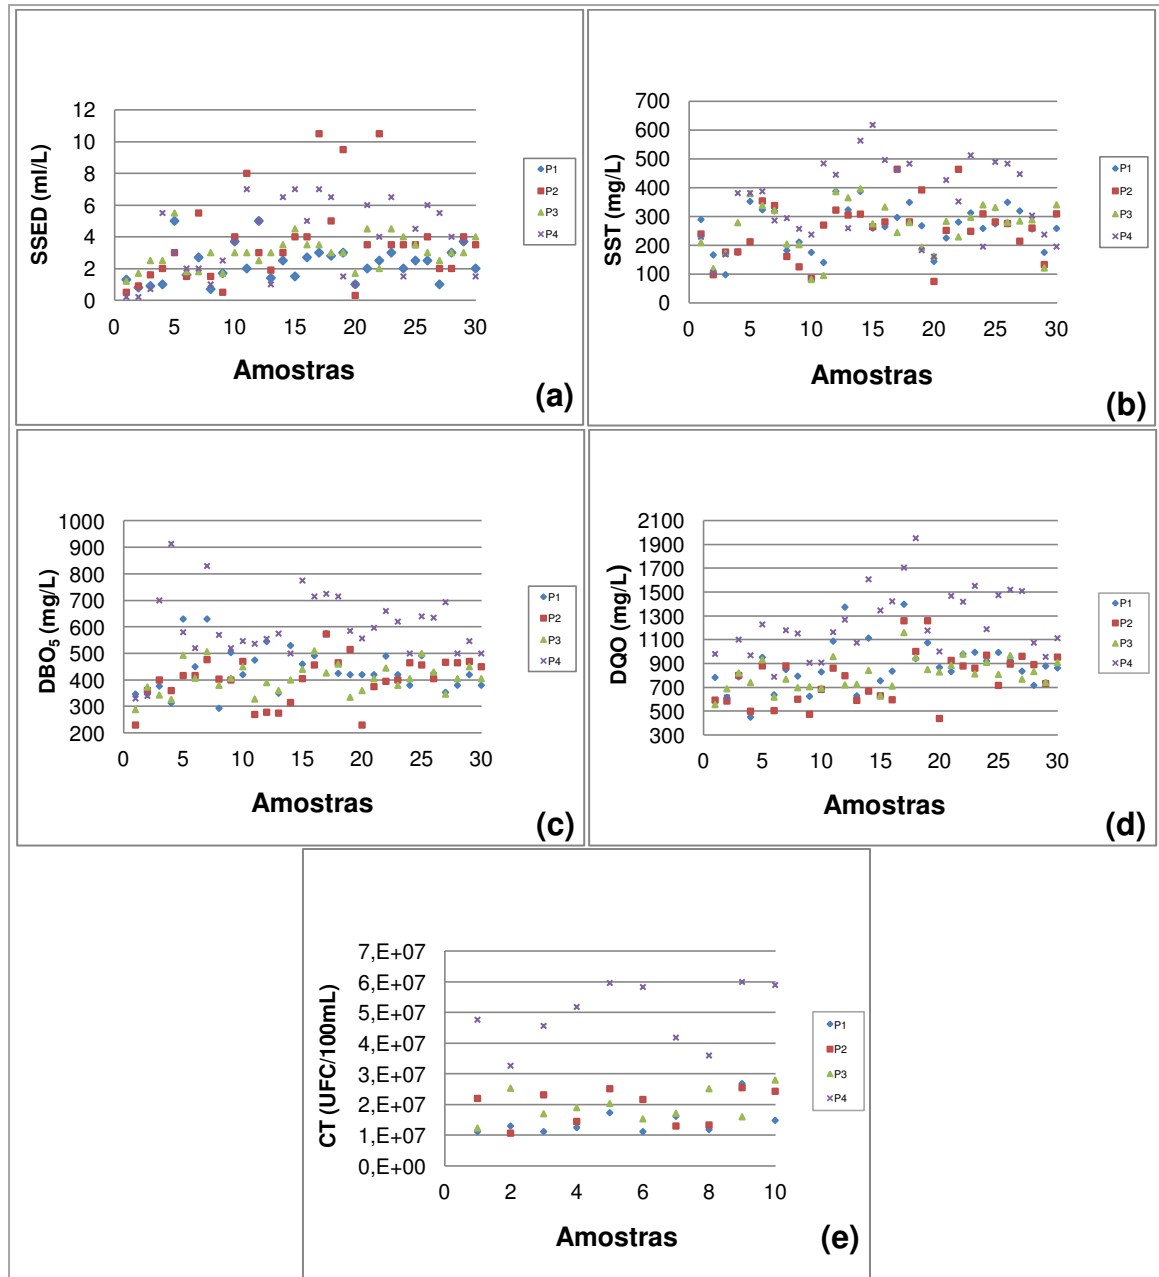 12
10
8
6
4
2
0
SSED (ml/L)
0 5 10 15 20 25 30
Amostras
P1
P2
P3
P4
(a)
700
600
500
400
300
200
100
0
SST (mg/L)
0 5 10 15 20 25 30
Amostras
P1
P2
P3
P4
(b)
1000
900
800
700
600
500
400
300
200
DBO₅ (mg/L)
0 5 10 15 20 25 30
Amostras
P1
P2
P3
P4
(c)
2100
1900
1700
1500
1300
1100
900
700
500
300
DQO (mg/L)
0 5 10 15 20 25 30
Amostras
P1
P2
P3
P4
(d)
7,E+07
6,E+07
5,E+07
4,E+07
3,E+07
2,E+07
1,E+07
0,E+00
CT (UFC/100mL)
0 2 4 6 8 10
Amostras
P1
P2
P3
P4
(e)